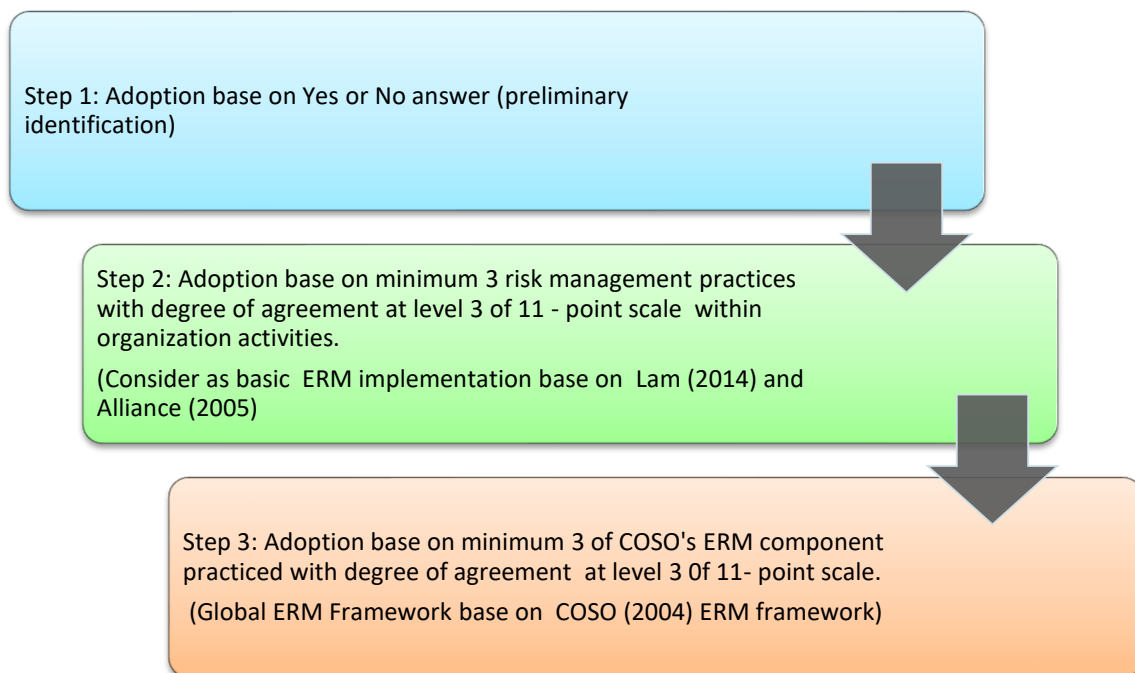 Step 1: Adoption base on Yes or No answer (preliminary
identification)
Step 2: Adoption base on minimum 3 risk management practices
with degree of agreement at level 3 of 11 - point scale within
organization activities.
(Consider as basic ERM implementation base on Lam (2014) and
Alliance (2005)
Step 3: Adoption base on minimum 3 of COSO's ERM component
practiced with degree of agreement at level 3 0f 11- point scale.
(Global ERM Framework base on COSO (2004) ERM framework)